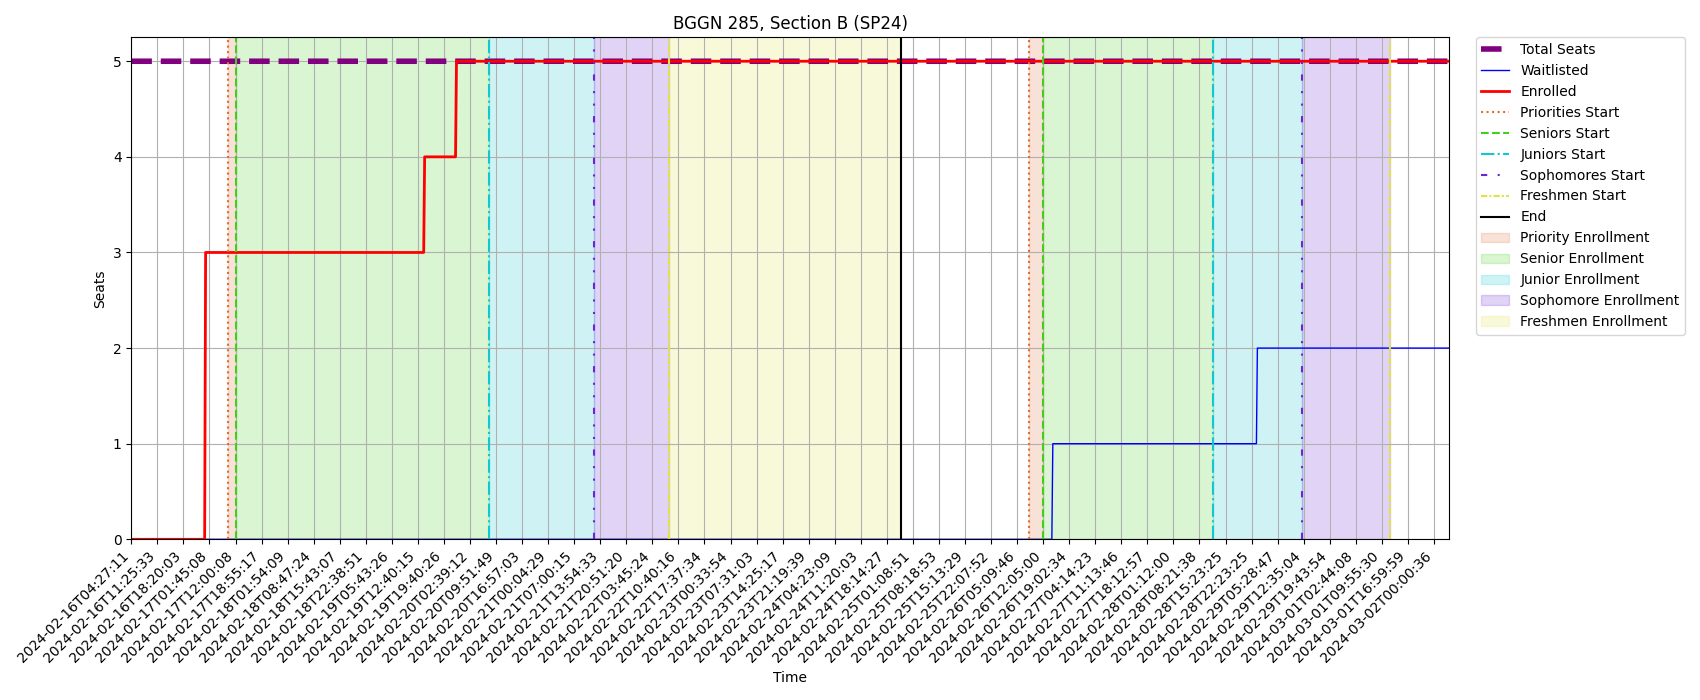 BGGN 285, Section B (SP24)
Total Seats
Waitlisted
Enrolled
Priorities Start
Seniors Start
Juniors Start
Sophomores Start
Freshmen Start
End
Priority Enrollment
Senior Enrollment
Junior Enrollment
Sophomore Enrollment
Freshmen Enrollment
Seats
5
4
3
2
1
0
2024-02-16T04:27:11
2024-02-16T11:25:33
2024-02-16T18:20:03
2024-02-17T01:45:08
2024-02-17T12:00:08
2024-02-17T18:55:17
2024-02-18T01:54:09
2024-02-18T08:47:24
2024-02-18T15:43:07
2024-02-18T22:38:51
2024-02-19T05:43:26
2024-02-19T12:40:15
2024-02-19T19:40:26
2024-02-20T02:39:12
2024-02-20T09:51:49
2024-02-20T16:57:03
2024-02-21T00:04:29
2024-02-21T07:00:15
2024-02-21T13:54:33
2024-02-21T20:51:20
2024-02-22T03:45:24
2024-02-22T10:40:16
2024-02-22T17:37:34
2024-02-23T00:33:54
2024-02-23T07:31:03
2024-02-23T14:25:17
2024-02-23T21:19:39
2024-02-24T04:23:09
2024-02-24T11:20:03
2024-02-24T18:14:27
2024-02-25T01:08:51
2024-02-25T08:18:53
2024-02-25T15:13:29
2024-02-25T22:07:52
2024-02-26T05:09:46
2024-02-26T12:05:00
2024-02-26T19:02:34
2024-02-27T04:14:23
2024-02-27T11:13:46
2024-02-27T18:12:57
2024-02-28T01:12:00
2024-02-28T08:21:38
2024-02-28T15:23:25
2024-02-28T22:23:25
2024-02-29T05:28:47
2024-02-29T12:35:04
2024-02-29T19:43:54
2024-03-01T02:44:08
2024-03-01T09:55:30
2024-03-01T16:59:59
2024-03-02T00:00:36
Time